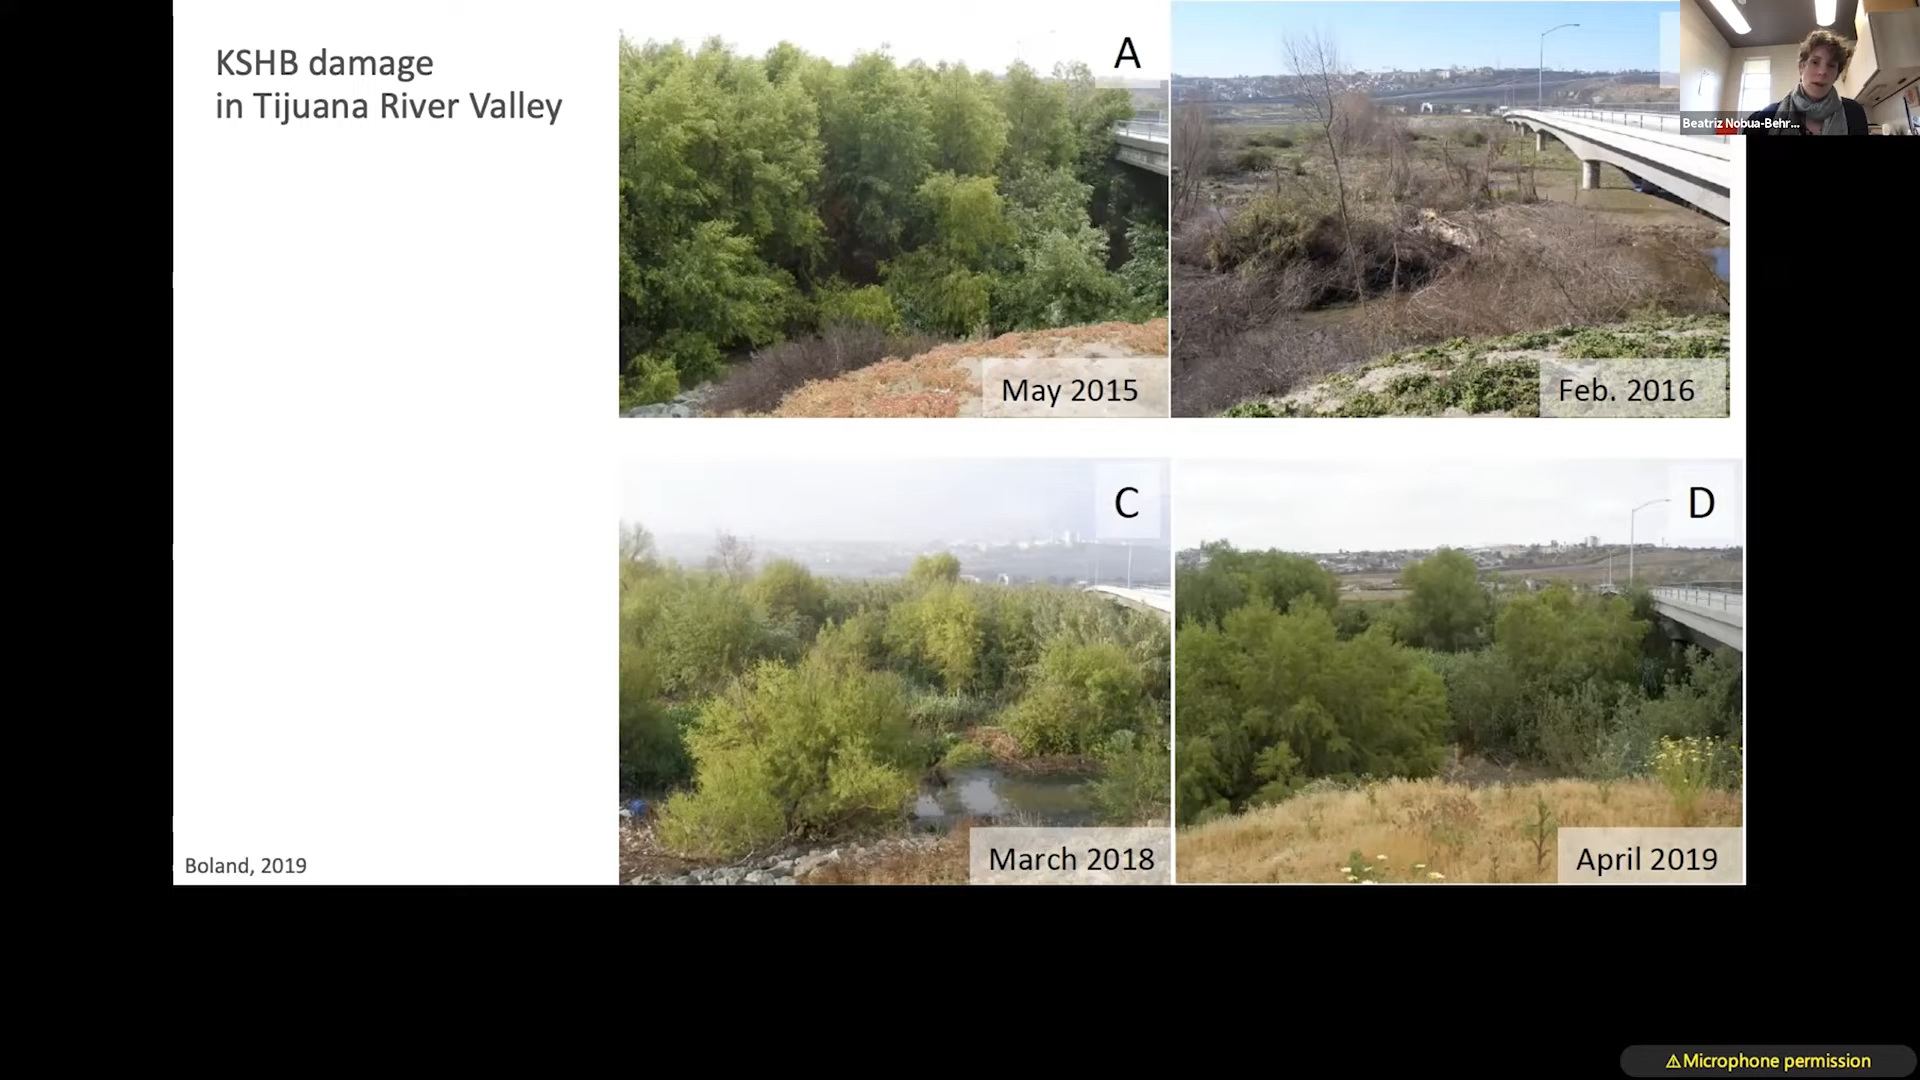 KSHB damage
in Tijuana River Valley
A
May 2015
Feb. 2016
Beatriz Nobua-Behr...
C
March 2018
D
April 2019
Boland, 2019
⚠Microphone permission